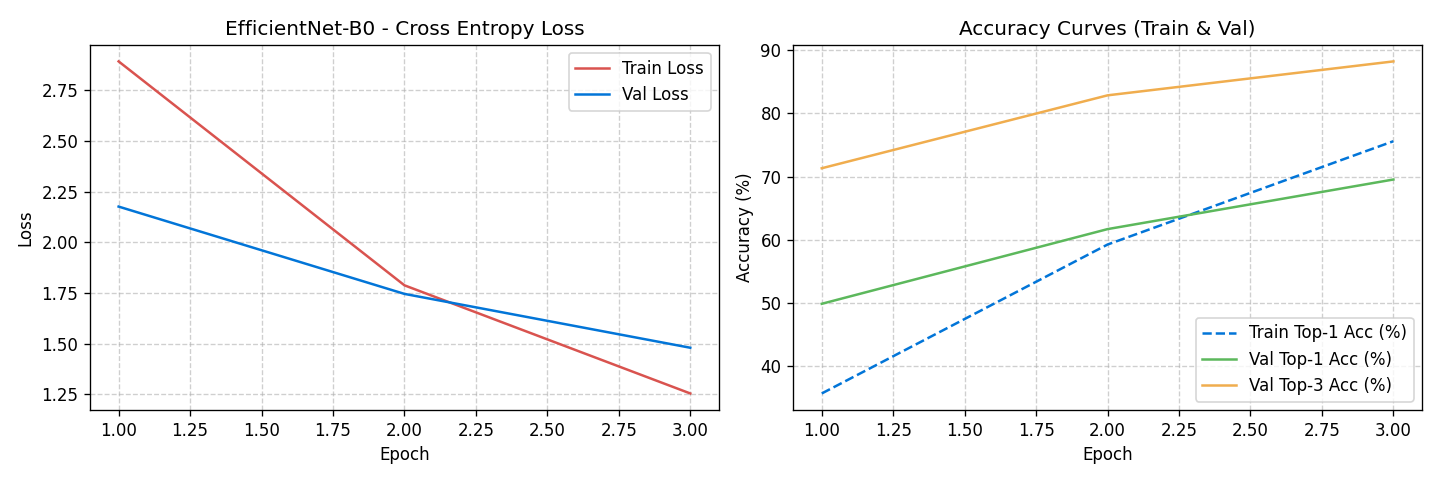 EfficientNet-B0 - Cross Entropy Loss
Train Loss
Val Loss
Loss
2.75
2.50
2.25
2.00
1.75
1.50
1.25
1.00 1.25 1.50 1.75 2.00 2.25 2.50 2.75 3.00
Epoch
Accuracy Curves (Train & Val)
Accuracy (%)
90
80
70
60
50
40
Train Top-1 Acc (%)
Val Top-1 Acc (%)
Val Top-3 Acc (%)
1.00 1.25 1.50 1.75 2.00 2.25 2.50 2.75 3.00
Epoch